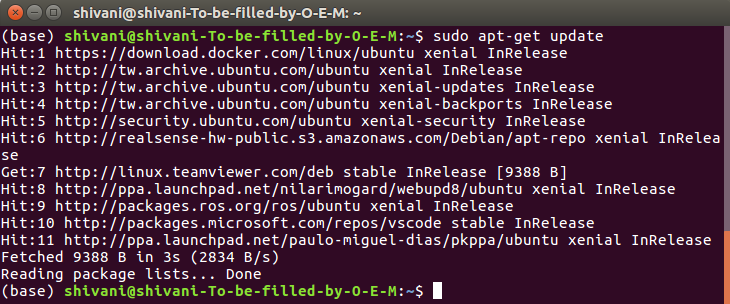 shivani@shivani-To-be-filled-by-O-E-M: ~
(base) shivani@shivani-To-be-filled-by-O-E-M:~$ sudo apt-get update
Hit:1 https://download.docker.com/linux/ubuntu xenial InRelease
Hit:2 http://tw.archive.ubuntu.com/ubuntu xenial InRelease
Hit:3 http://tw.archive.ubuntu.com/ubuntu xenial-updates InRelease
Hit:4 http://tw.archive.ubuntu.com/ubuntu xenial-backports InRelease
Hit:5 http://security.ubuntu.com/ubuntu xenial-security InRelease
Hit:6 http://realsense-hw-public.s3.amazonaws.com/Debian/apt-repo xenial InRelea
se
Get:7 http://linux.teamviewer.com/deb stable InRelease [9388 B]
Hit:8 http://ppa.launchpad.net/nilarimogard/webupd8/ubuntu xenial InRelease
Hit:9 http://packages.ros.org/ros/ubuntu xenial InRelease
Hit:10 http://packages.microsoft.com/repos/vscode stable InRelease
Hit:11 http://ppa.launchpad.net/paulo-miguel-dias/pkppa/ubuntu xenial InRelease
Fetched 9388 B in 3s (2834 B/s)
Reading package lists... Done
(base) shivani@shivani-To-be-filled-by-O-E-M:~$